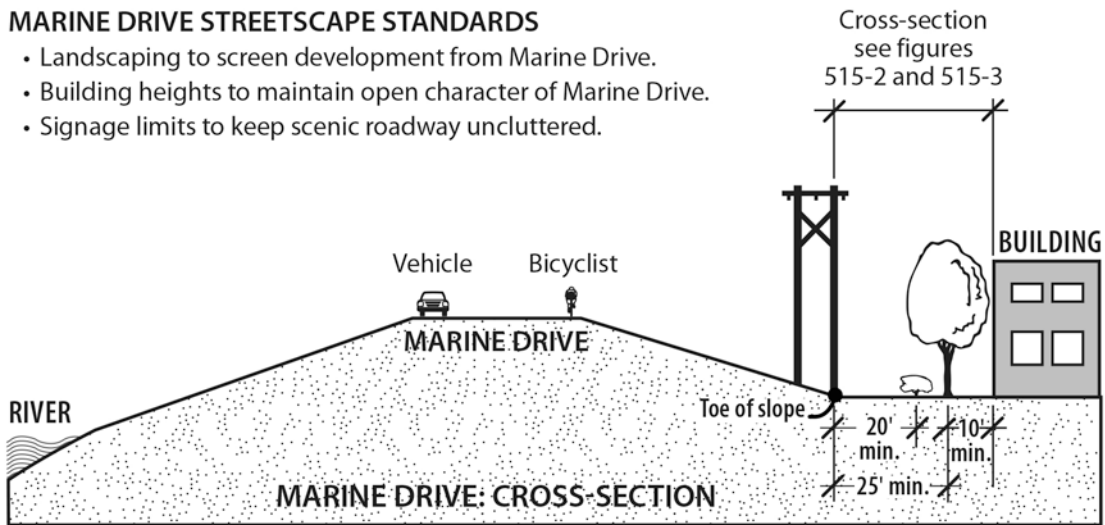 MARINE DRIVE STREETSCAPE STANDARDS
• Landscaping to screen development from Marine Drive.
• Building heights to maintain open character of Marine Drive.
• Signage limits to keep scenic roadway uncluttered.
Cross-section
see figures
515-2 and 515-3
BUILDING
Vehicle
Bicyclist
MARINE DRIVE
RIVER
Toe of slope
20'
min.
10'
min.
25' min.
MARINE DRIVE: CROSS-SECTION